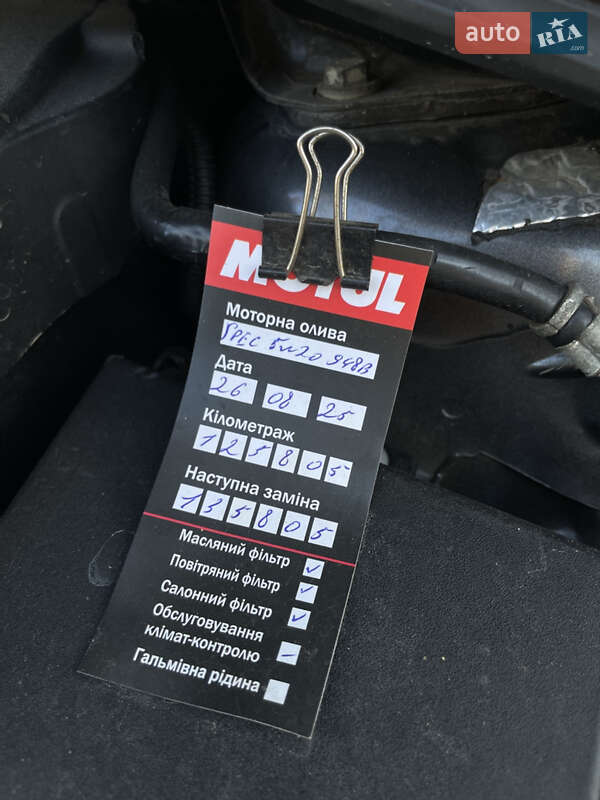 auto RIA
.com
MOTUL
Моторна олива
SPEC 5W20 948B
Дата
26 08 25
Кілометраж
125805
Наступна заміна
135805
Масляний фільтр ✓
Повітряний фільтр ✓
Салонний фільтр ✓
Обслуговування
клімат-контролю –
Гальмівна рідина